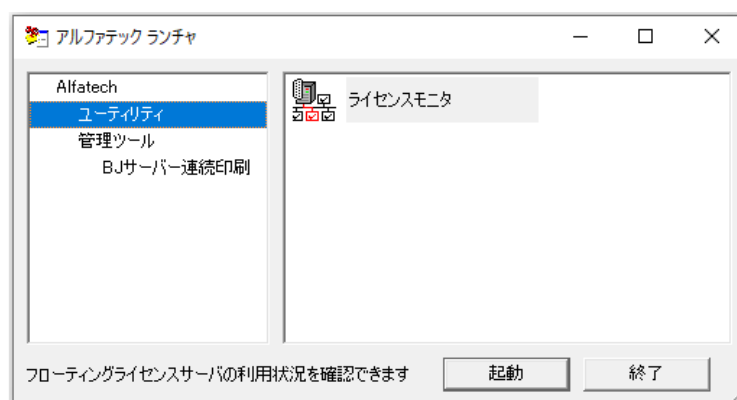 アルファテック ランチャ
Alfatech
ユーティリティ
管理ツール
BJサーバー連続印刷
ライセンスモニタ
フローティングライセンスサーバの利用状況を確認できます
起動
終了